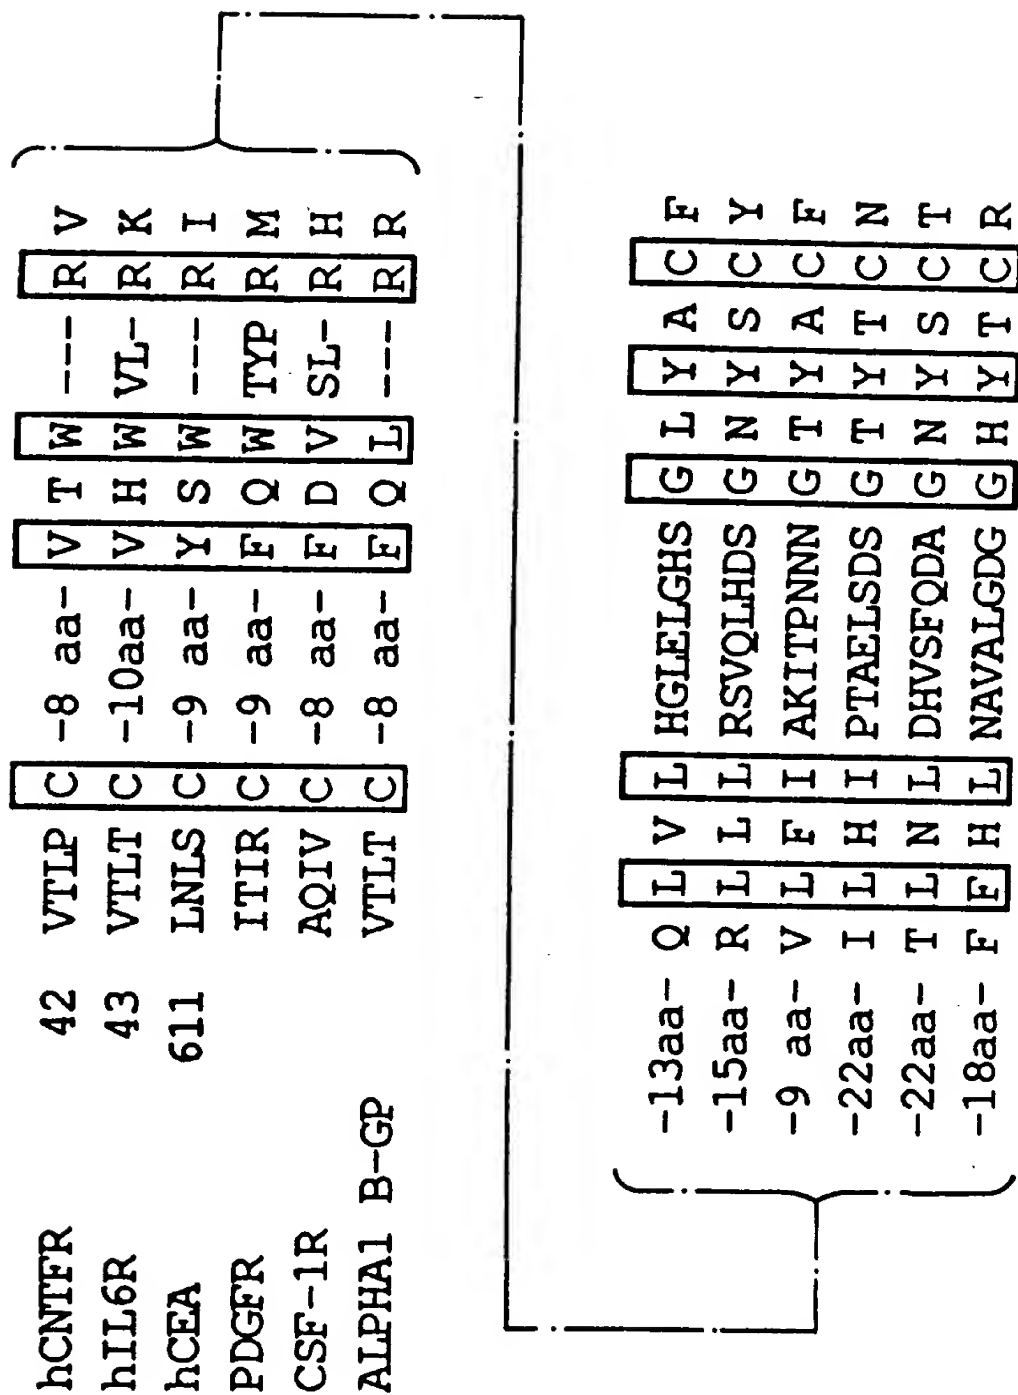 hCNTFR 42 VTLP C -8 aa- V T W --- R V
hIL6R 43 VTLT C -10aa- V H W VL- R K
hCEA 611 LNLS C -9 aa- Y S W --- R I
PDGFR ITIR C -9 aa- F Q W TYP R M
CSF-1R AQIV C -8 aa- F D V SL- R H
ALPHA1 B-GP VTLT C -8 aa- F Q L --- R R
-13aa- Q L V L HGLELGHS G L Y A C F
-15aa- R L L L RSVQLHDS G N Y S C Y
-9 aa- V L F I AKITPNNN G T Y A C F
-22aa- I L H I PTAELSDS G T Y T C N
-22aa- T L N L DHVSFQDA G N Y S C T
-18aa- F F H L NAVALGDG G H Y T C R